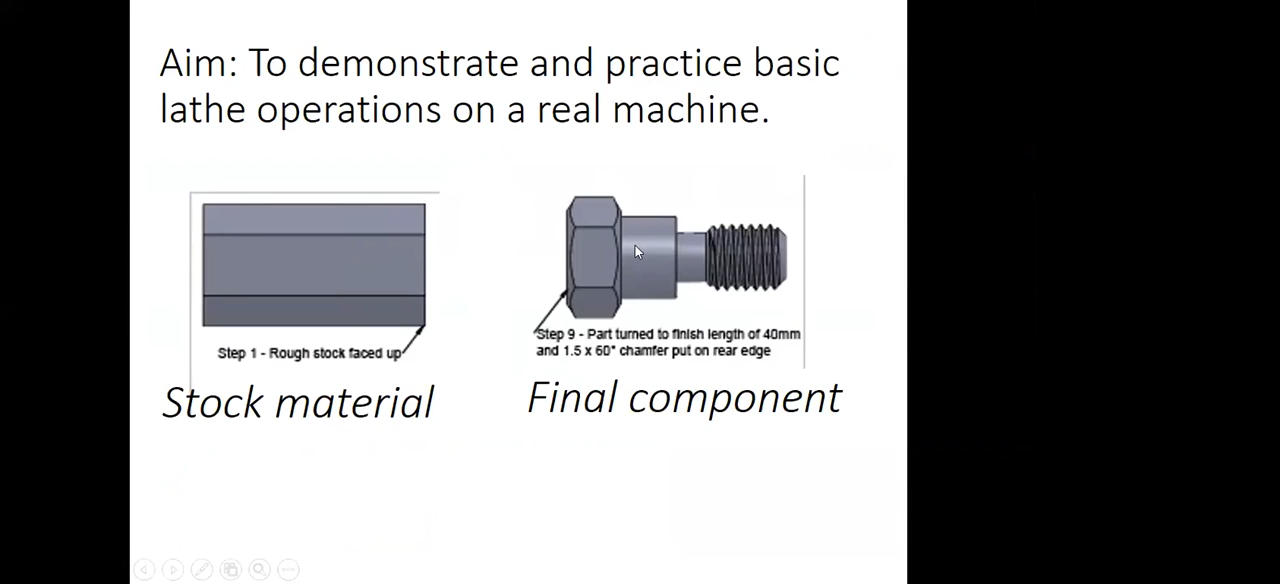 Aim: To demonstrate and practice basic
lathe operations on a real machine.
Step 1 - Rough stock faced up
Stock material
Step 9 - Part turned to finish length of 40mm
and 1.5 x 60° chamfer put on rear edge
Final component